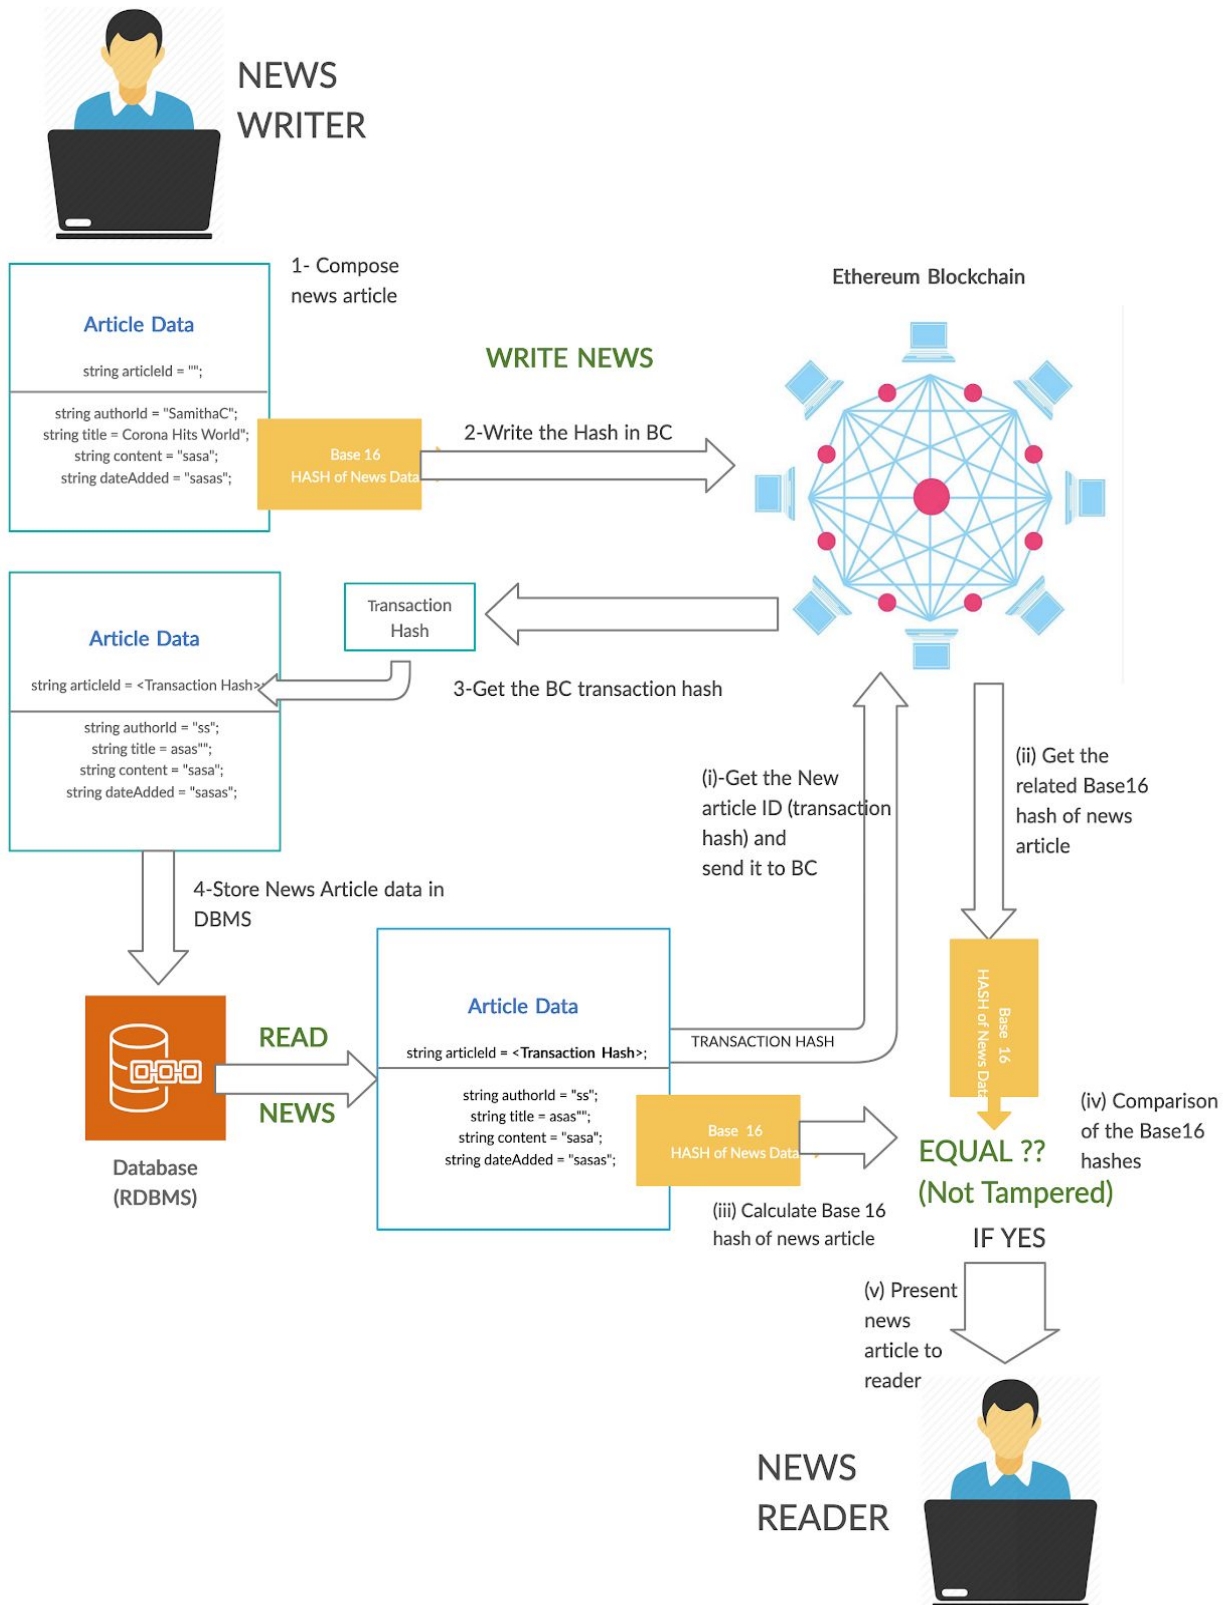 NEWS
WRITER
1- Compose
news article
Article Data
string articleId = "";
string authorId = "SamithaC";
string title = Corona Hits World";
string content = "sasa";
string dateAdded = "sasas";
Base 16
HASH of News Data
WRITE NEWS
2-Write the Hash in BC
Ethereum Blockchain
Transaction
Hash
3-Get the BC transaction hash
Article Data
string articleId = <Transaction Hash>;
string authorId = "ss";
string title = asas"";
string content = "sasa";
string dateAdded = "sasas";
4-Store News Article data in
DBMS
(i)-Get the New
article ID (transaction
hash) and
send it to BC
(ii) Get the
related Base16
hash of news
article
Database
(RDBMS)
READ
NEWS
Article Data
string articleId = <Transaction Hash>;
string authorId = "ss";
string title = asas"";
string content = "sasa";
string dateAdded = "sasas";
TRANSACTION HASH
Base 16
HASH of News Data
(iii) Calculate Base 16
hash of news article
Base 16
HASH of News Data
(iv) Comparison
of the Base16
hashes
EQUAL ??
(Not Tampered)
IF YES
(v) Present
news
article to
reader
NEWS
READER